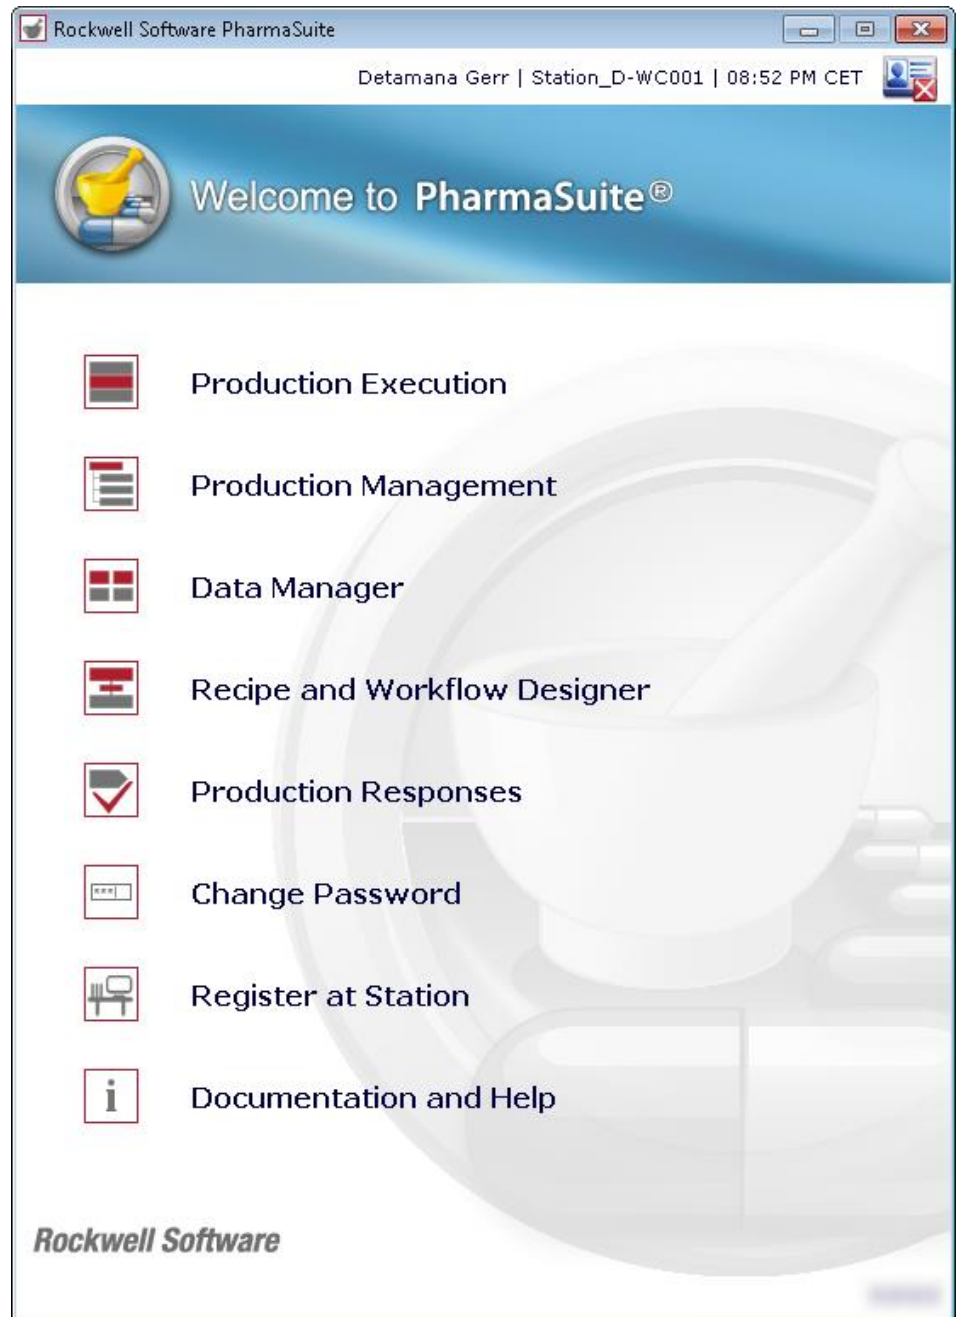 Rockwell Software PharmaSuite
Detamana Gerr | Station_D-WC001 | 08:52 PM CET
Welcome to PharmaSuite®
Production Execution
Production Management
Data Manager
Recipe and Workflow Designer
Production Responses
***
Change Password
Register at Station
i
Documentation and Help
Rockwell Software